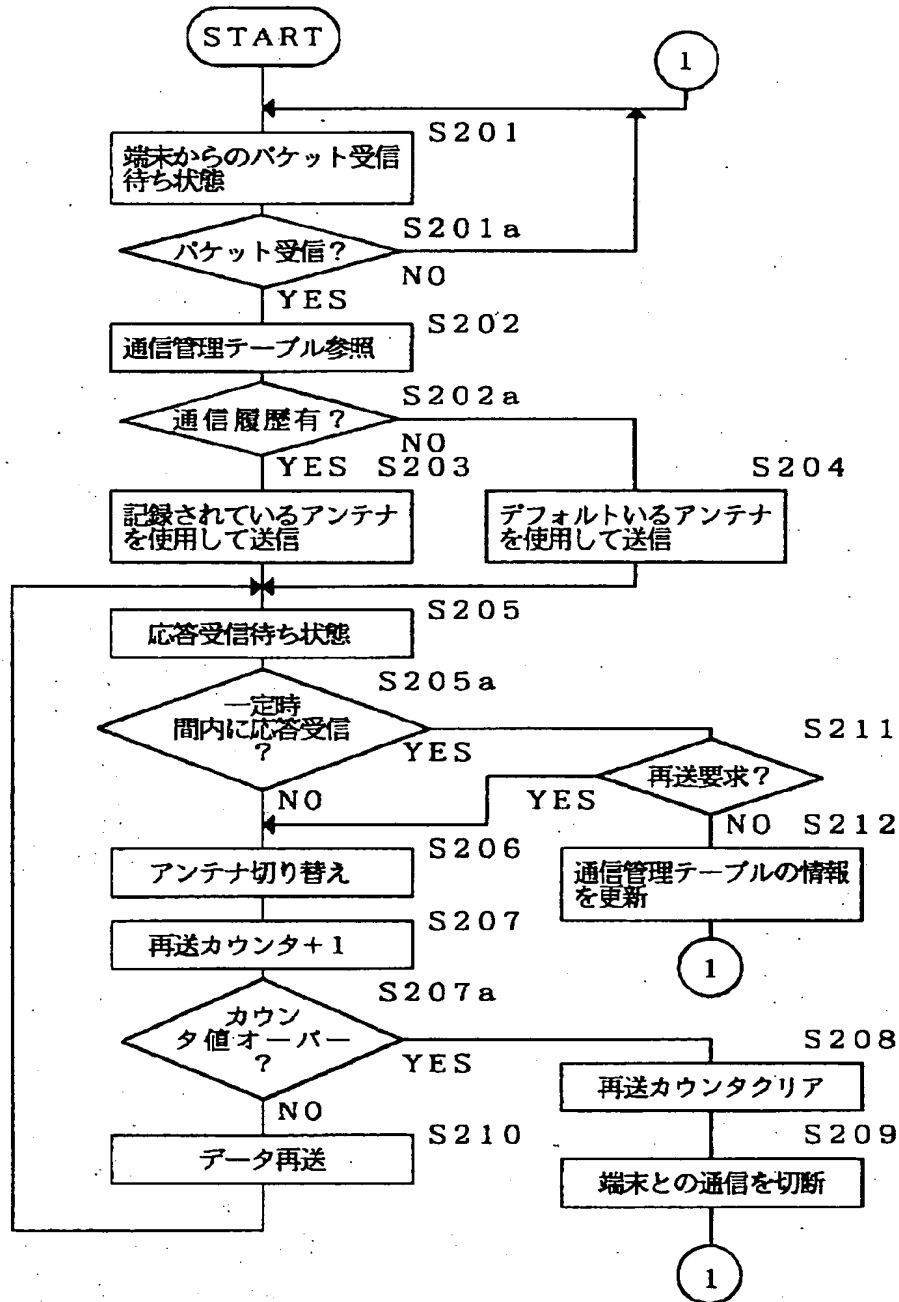 START
1
S201
端末からのパケット受信
待ち状態
S201a
パケット受信？
NO
YES
S202
通信管理テーブル参照
S202a
通信履歴有？
NO
YES
S203
S204
記録されているアンテナ
を使用して送信
デフォルトいるアンテナ
を使用して送信
S205
応答受信待ち状態
S205a
一定時
間内に応答受信
？
YES
NO
S211
再送要求？
YES
NO
S212
通信管理テーブルの情報
を更新
1
S206
アンテナ切り替え
S207
再送カウンタ＋1
S207a
カウン
タ値オーバー
？
YES
NO
S208
再送カウンタクリア
S209
端末との通信を切断
1
S210
データ再送